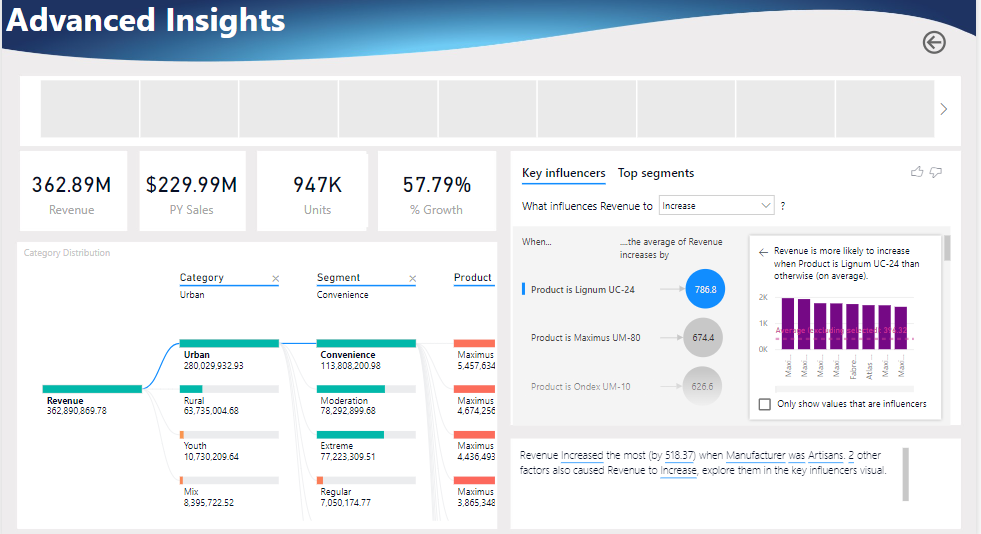 Advanced Insights
362.89M
Revenue
$229.99M
PY Sales
947K
Units
57.79%
% Growth
Category Distribution
Category
Urban
Segment
Convenience
Product
Revenue
362,890,869.78
Urban
280,029,932.93
Rural
63,735,004.68
Youth
10,730,209.64
Mix
8,395,722.52
Convenience
113,808,200.98
Moderation
78,292,899.68
Extreme
77,223,309.51
Regular
7,050,174.77
Maximus
5,457,634
Maximus
4,674,256
Maximus
4,436,493
Maximus
3,865,348
Key influencers
Top segments
What influences Revenue to
Increase
?
When...
...the average of Revenue
increases by
Product is Lignum UC-24
786.8
Product is Maximus UM-80
674.4
Product is Ondex UM-10
626.6
Revenue is more likely to increase
when Product is Lignum UC-24 than
otherwise (on average).
2K
1K
0K
Average (excluding selected): 394.32
Maxi...
Maxi...
Maxi...
Maxi...
Fabre...
Atlas ...
Maxi...
Maxi...
Only show values that are influencers
Revenue Increased the most (by 518.37) when Manufacturer was Artisans. 2 other
factors also caused Revenue to Increase, explore them in the key influencers visual.